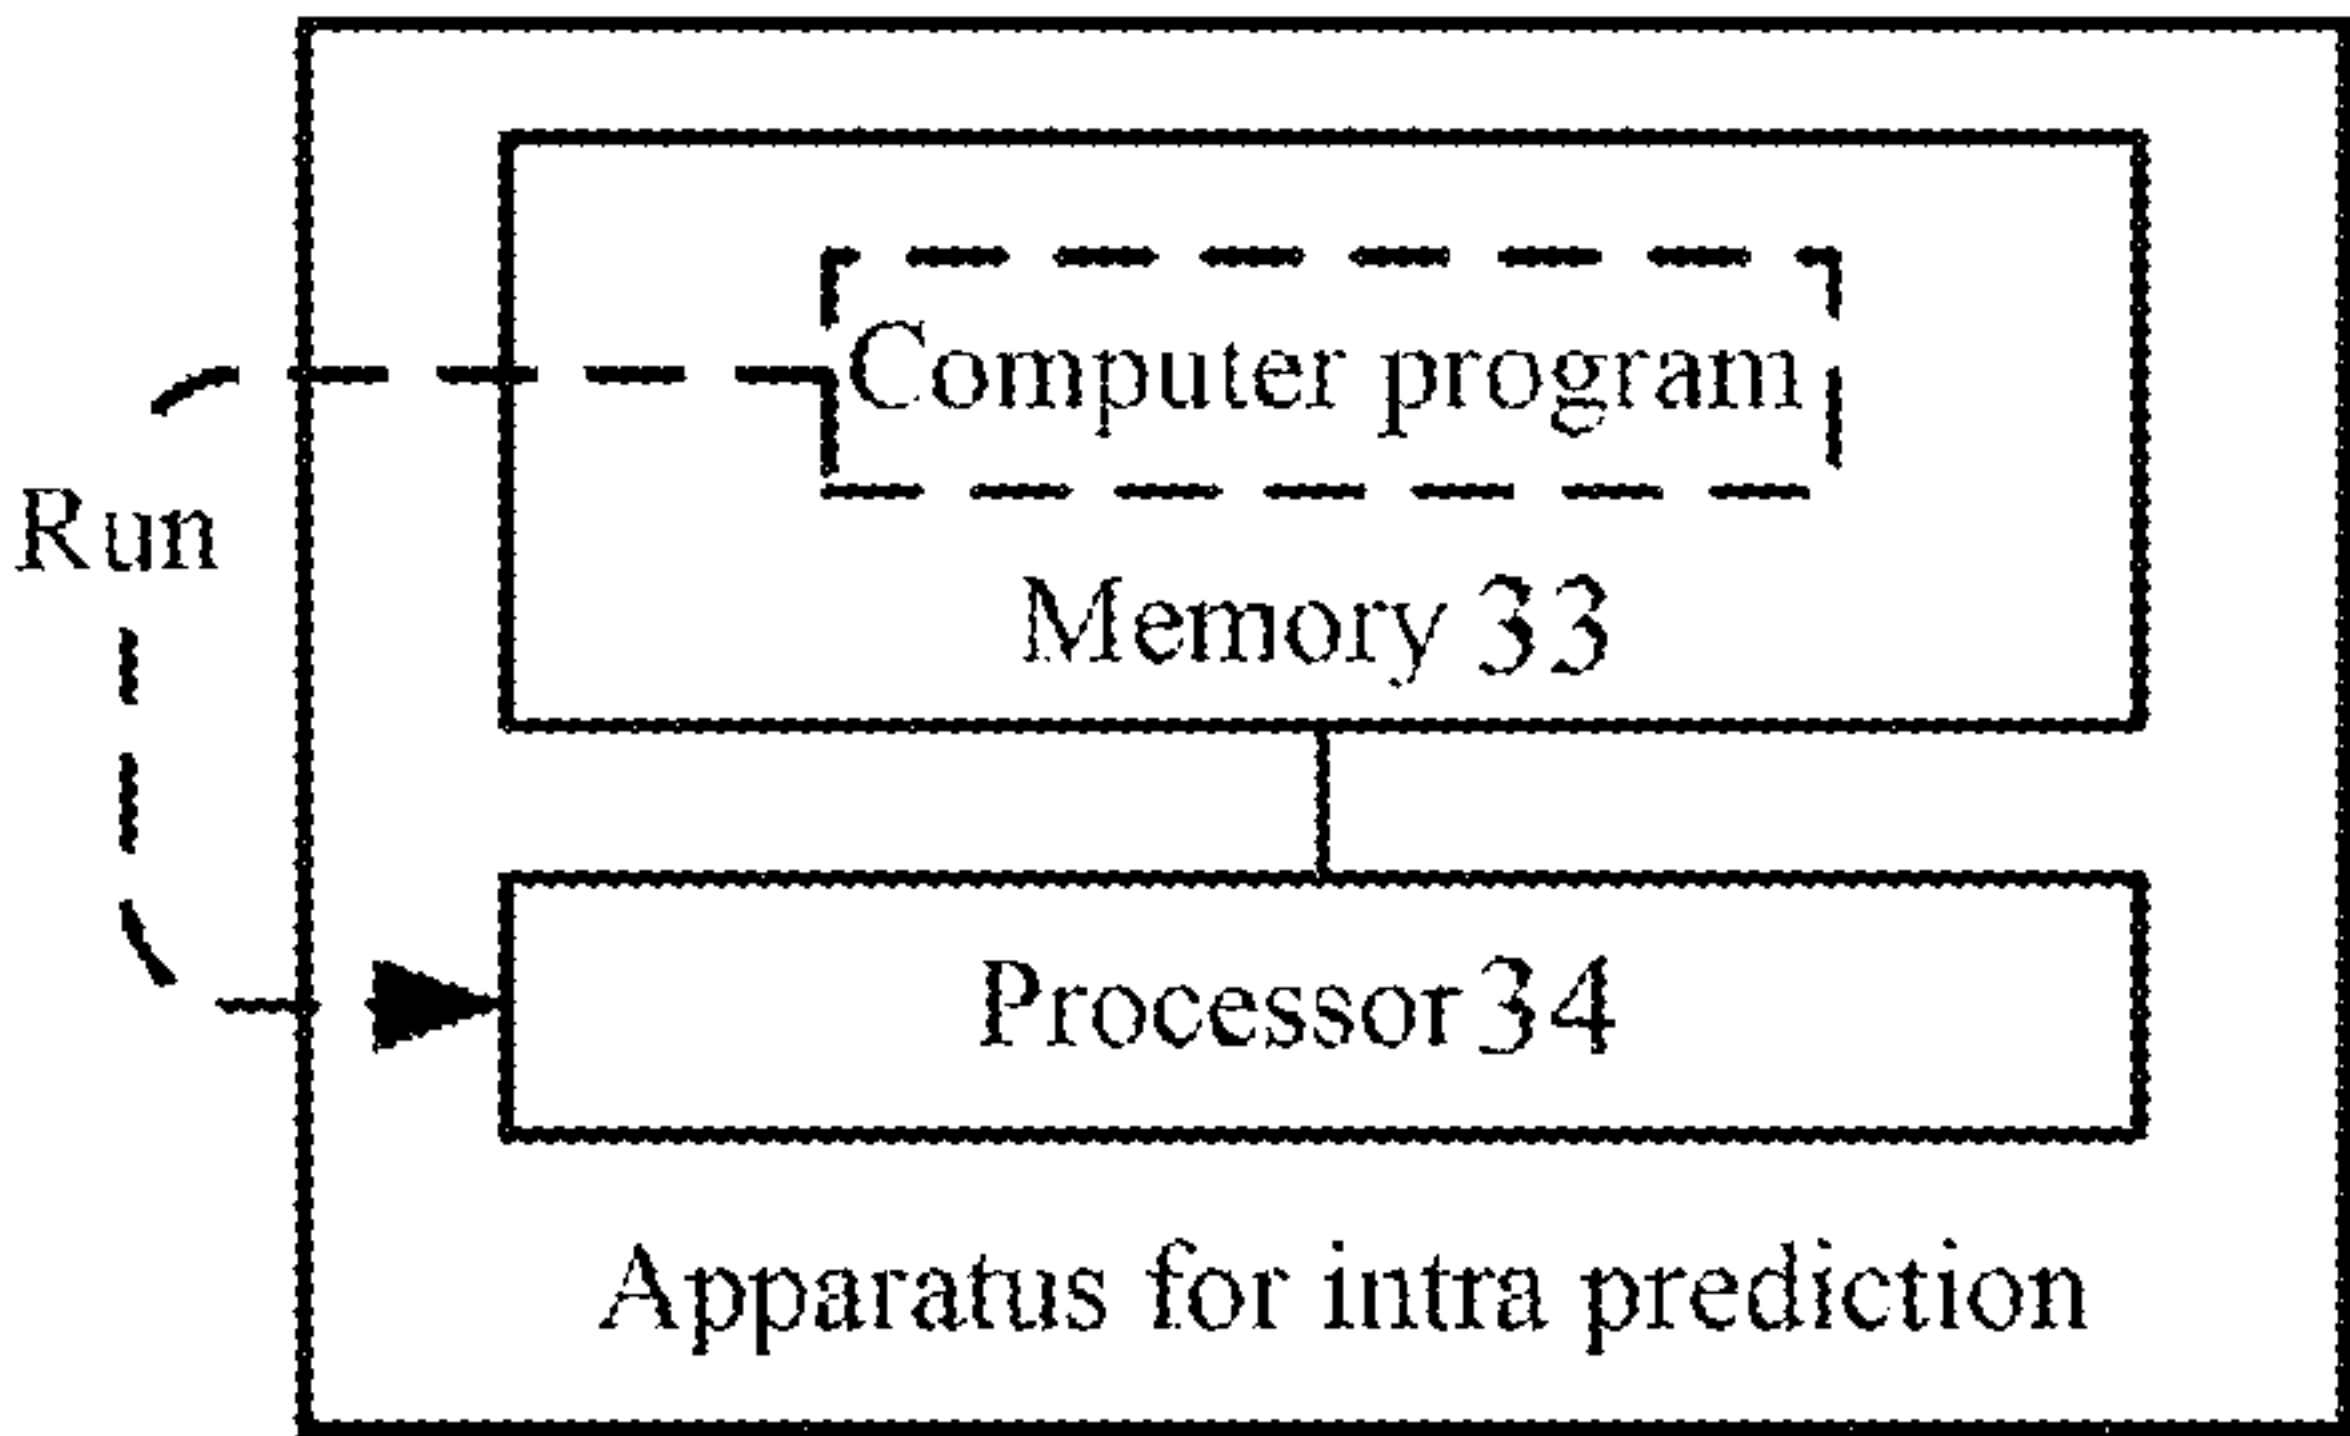 Computer program
Run
Memory 33
Processor 34
Apparatus for intra prediction